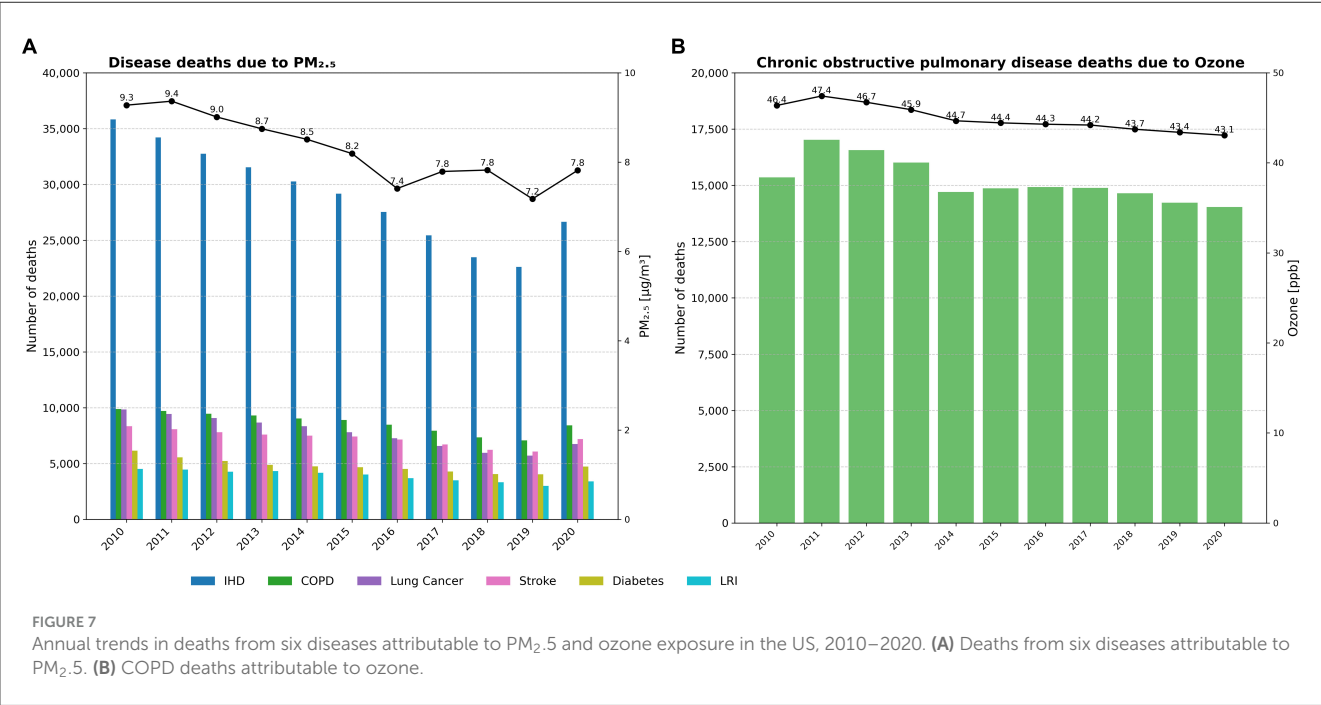 A
Disease deaths due to PM₂.₅
40,000
35,000
30,000
25,000
20,000
15,000
10,000
5,000
0
Number of deaths
10
8
6
4
2
0
PM₂.₅ [µg/m³]
9.3 9.4 9.0 8.7 8.5 8.2 7.4 7.8 7.8 7.2 7.8
2010 2011 2012 2013 2014 2015 2016 2017 2018 2019 2020
B
Chronic obstructive pulmonary disease deaths due to Ozone
20,000
17,500
15,000
12,500
10,000
7,500
5,000
2,500
0
Number of deaths
50
40
30
20
10
0
Ozone [ppb]
46.4 47.4 46.7 45.9 44.7 44.4 44.3 44.2 43.7 43.4 43.1
2010 2011 2012 2013 2014 2015 2016 2017 2018 2019 2020
IHD COPD Lung Cancer Stroke Diabetes LRI
FIGURE 7
Annual trends in deaths from six diseases attributable to PM₂.5 and ozone exposure in the US, 2010–2020. (A) Deaths from six diseases attributable to
PM₂.5. (B) COPD deaths attributable to ozone.